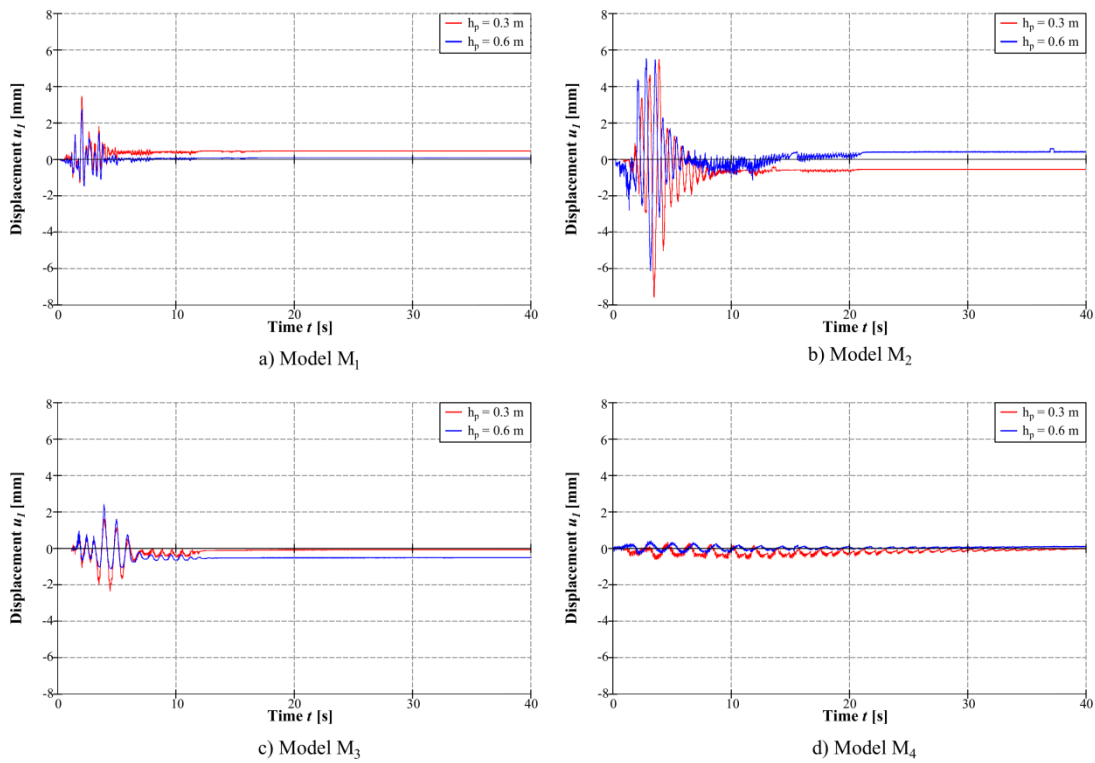 8
6
4
2
0
-2
-4
-6
-8
Displacement u1 [mm]
hp = 0.3 m
hp = 0.6 m
0 10 20 30 40
Time t [s]
a) Model M1
8
6
4
2
0
-2
-4
-6
-8
Displacement u1 [mm]
hp = 0.3 m
hp = 0.6 m
0 10 20 30 40
Time t [s]
b) Model M2
8
6
4
2
0
-2
-4
-6
-8
Displacement u1 [mm]
hp = 0.3 m
hp = 0.6 m
0 10 20 30 40
Time t [s]
c) Model M3
8
6
4
2
0
-2
-4
-6
-8
Displacement u1 [mm]
hp = 0.3 m
hp = 0.6 m
0 10 20 30 40
Time t [s]
d) Model M4